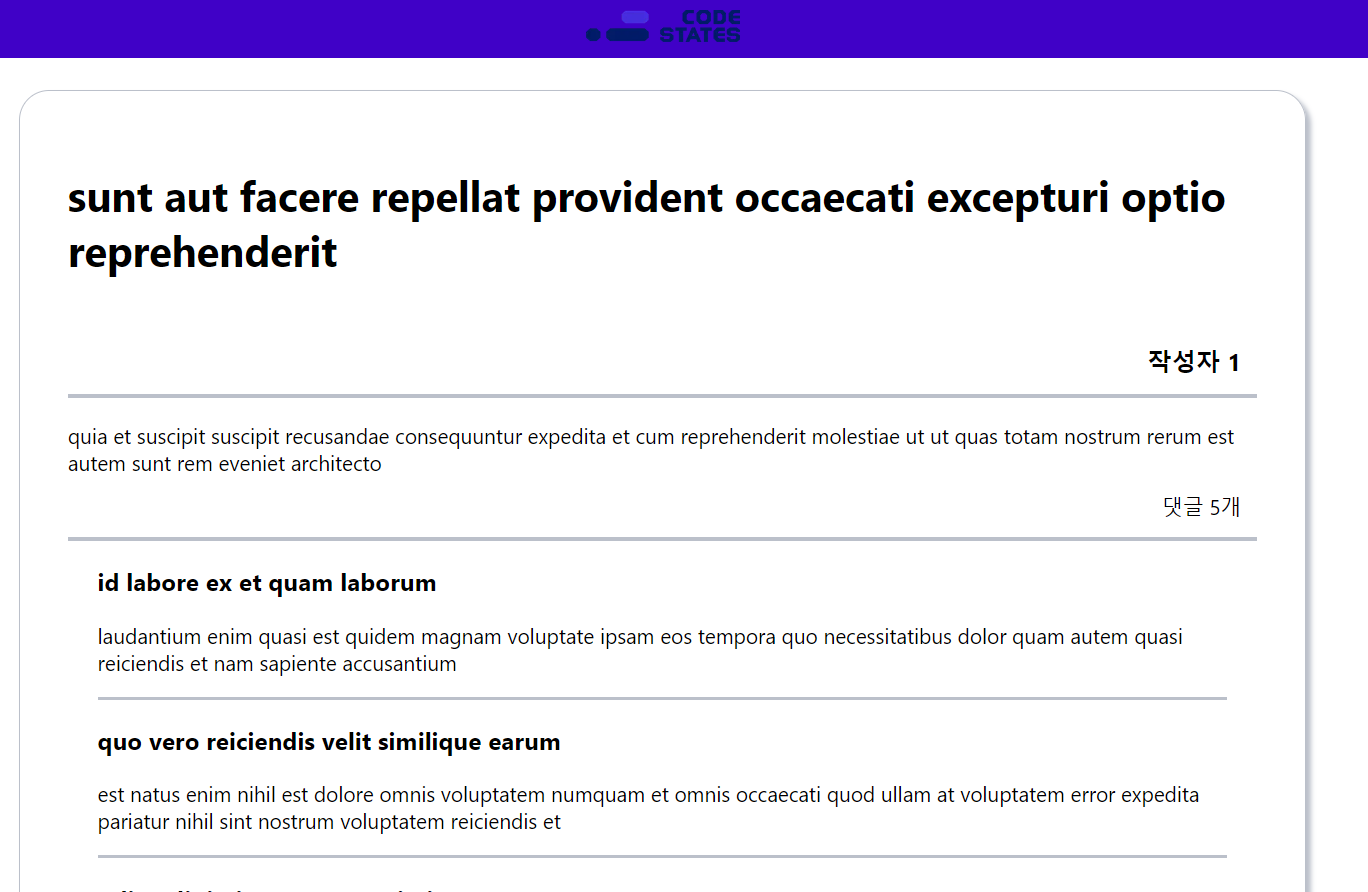 CODE
STATES
sunt aut facere repellat provident occaecati excepturi optio
reprehenderit
작성자 1
quia et suscipit suscipit recusandae consequuntur expedita et cum reprehenderit molestiae ut ut quas totam nostrum rerum est
autem sunt rem eveniet architecto
댓글 5개
id labore ex et quam laborum
laudantium enim quasi est quidem magnam voluptate ipsam eos tempora quo necessitatibus dolor quam autem quasi
reiciendis et nam sapiente accusantium
quo vero reiciendis velit similique earum
est natus enim nihil est dolore omnis voluptatem numquam et omnis occaecati quod ullam at voluptatem error expedita
pariatur nihil sint nostrum voluptatem reiciendis et